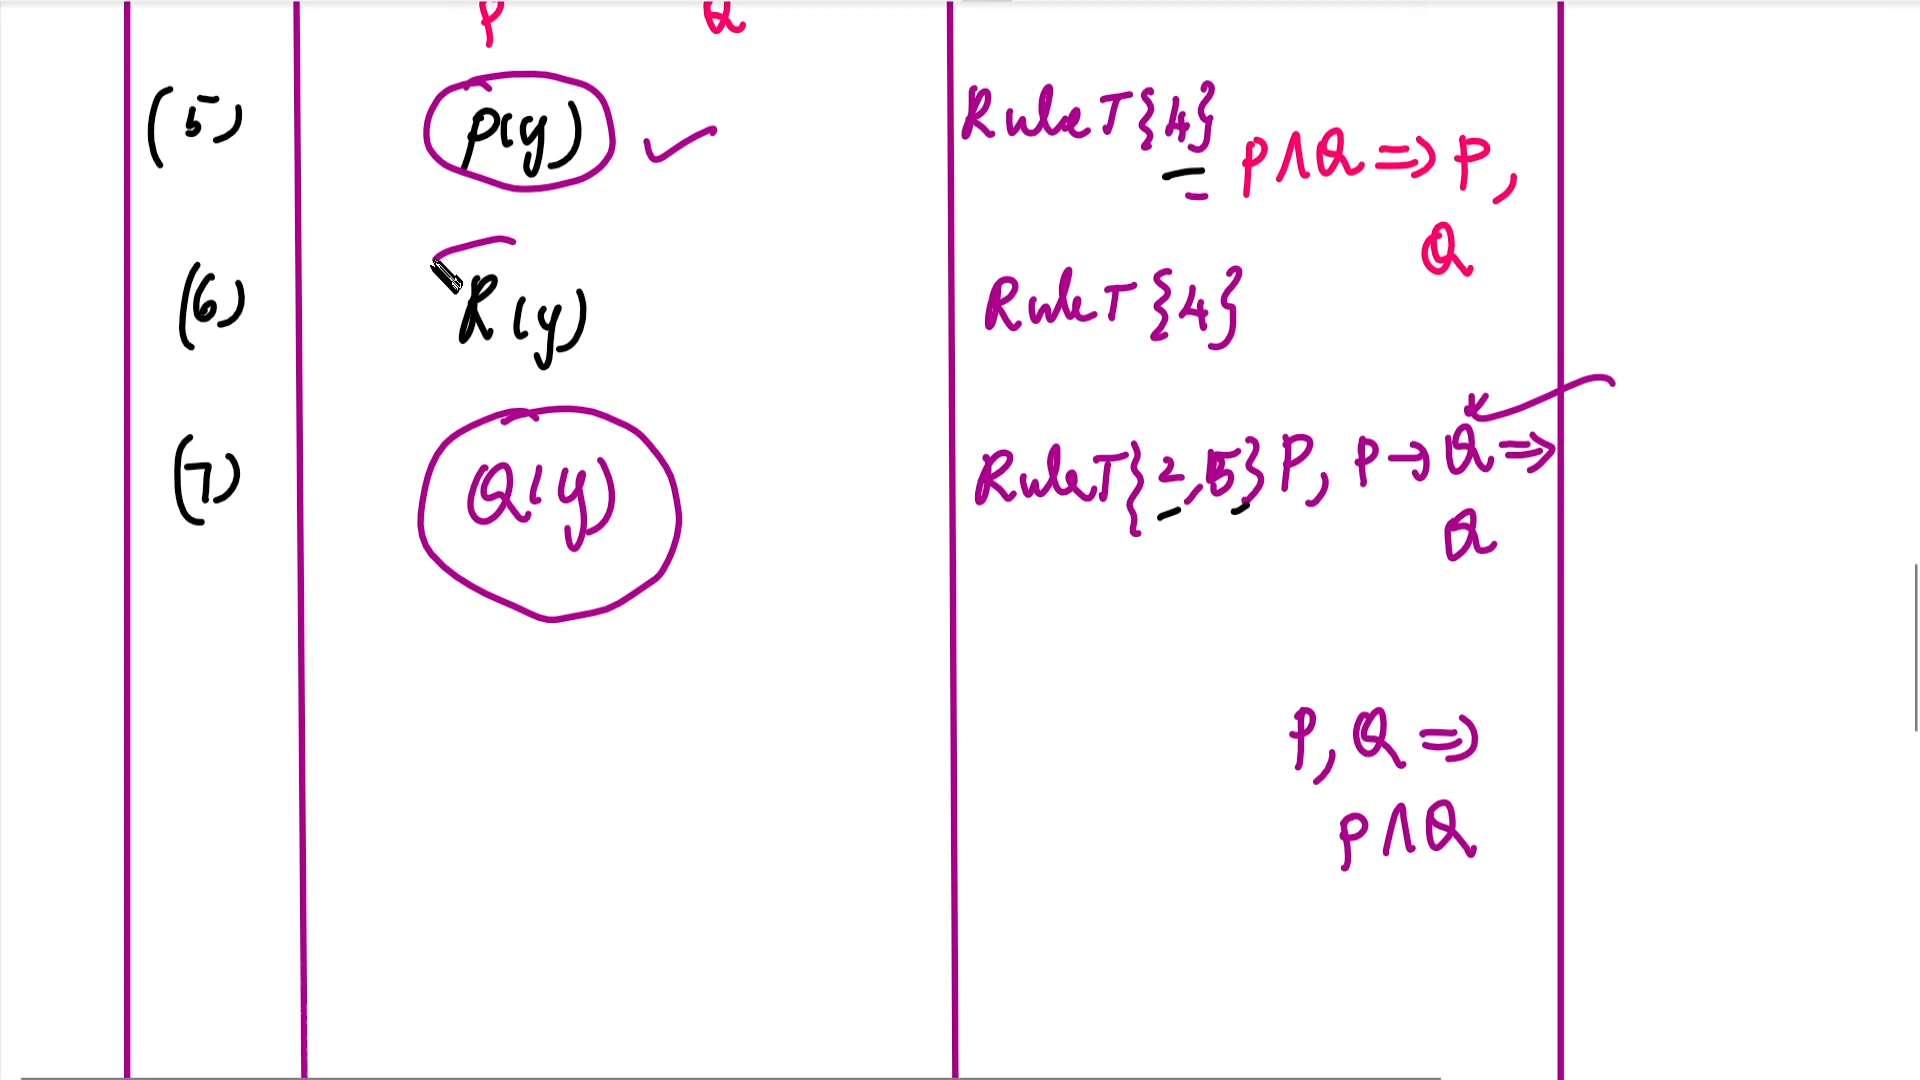 P Q
(5) P(y) Rule T{4} P∧Q⇒P,
Q
(6) R(y) Rule T{4}
(7) Q(y) Rule T{2,5} P, P→Q⇒
Q
P,Q⇒
P∧Q